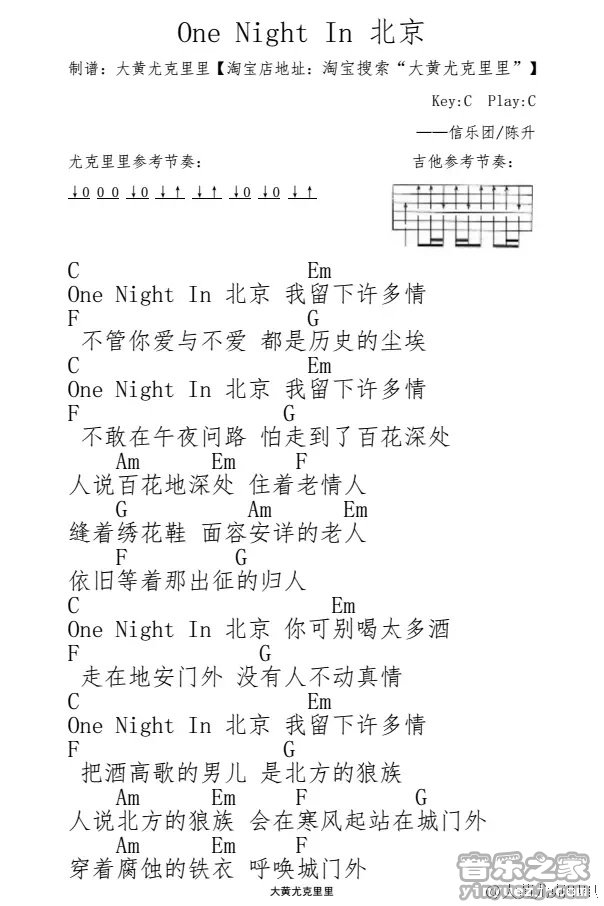 One Night In 北京
制谱：大黄尤克里里【淘宝店地址：淘宝搜索“大黄尤克里里”】
Key:C Play:C
——信乐团/陈升
尤克里里参考节奏：
吉他参考节奏：
↓0 0 0 ↓0 ↓↑ ↓↑ ↓0 ↓0 ↓↑
C Em
One Night In 北京 我留下许多情
F G
不管你爱与不爱 都是历史的尘埃
C Em
One Night In 北京 我留下许多情
F G
不敢在午夜问路 怕走到了百花深处
Am Em F
人说百花地深处 住着老情人
G Am Em
缝着绣花鞋 面容安详的老人
F G
依旧等着那出征的归人
C Em
One Night In 北京 你可别喝太多酒
F G
走在地安门外 没有人不动真情
C Em
One Night In 北京 我留下许多情
F G
把酒高歌的男儿 是北方的狼族
Am Em F G
人说北方的狼族 会在寒风起站在城门外
Am Em F
穿着腐蚀的铁衣 呼唤城门外
大黄尤克里里
音乐之家